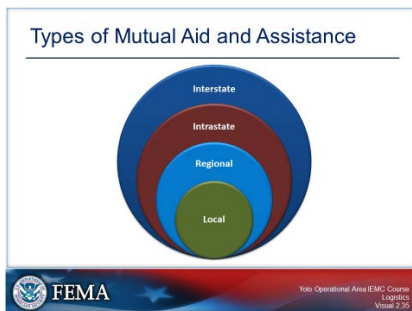 Types of Mutual Aid and Assistance
Interstate
Intrastate
Regional
Local
FEMA
Yolo Operational Area IEMC Course
Logistics
Visual 2.35